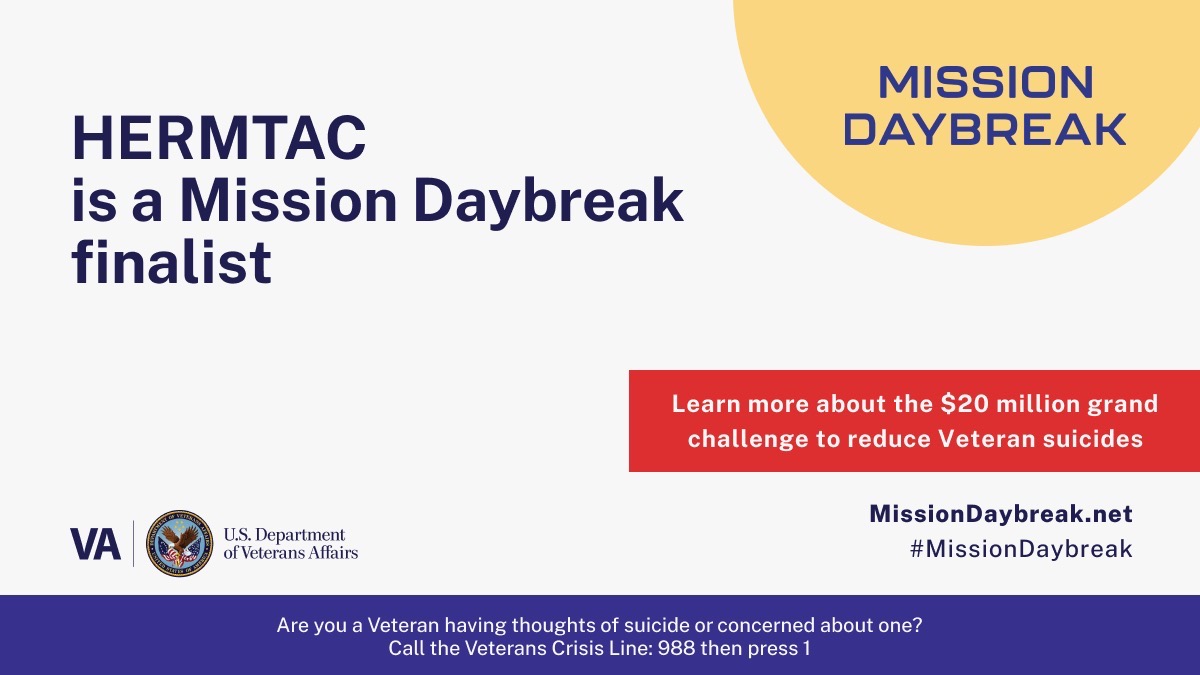 MISSION
DAYBREAK
HERMTAC
is a Mission Daybreak
finalist
Learn more about the $20 million grand
challenge to reduce Veteran suicides
MissionDaybreak.net
#MissionDaybreak
VA
U.S. Department
of Veterans Affairs
Are you a Veteran having thoughts of suicide or concerned about one?
Call the Veterans Crisis Line: 988 then press 1